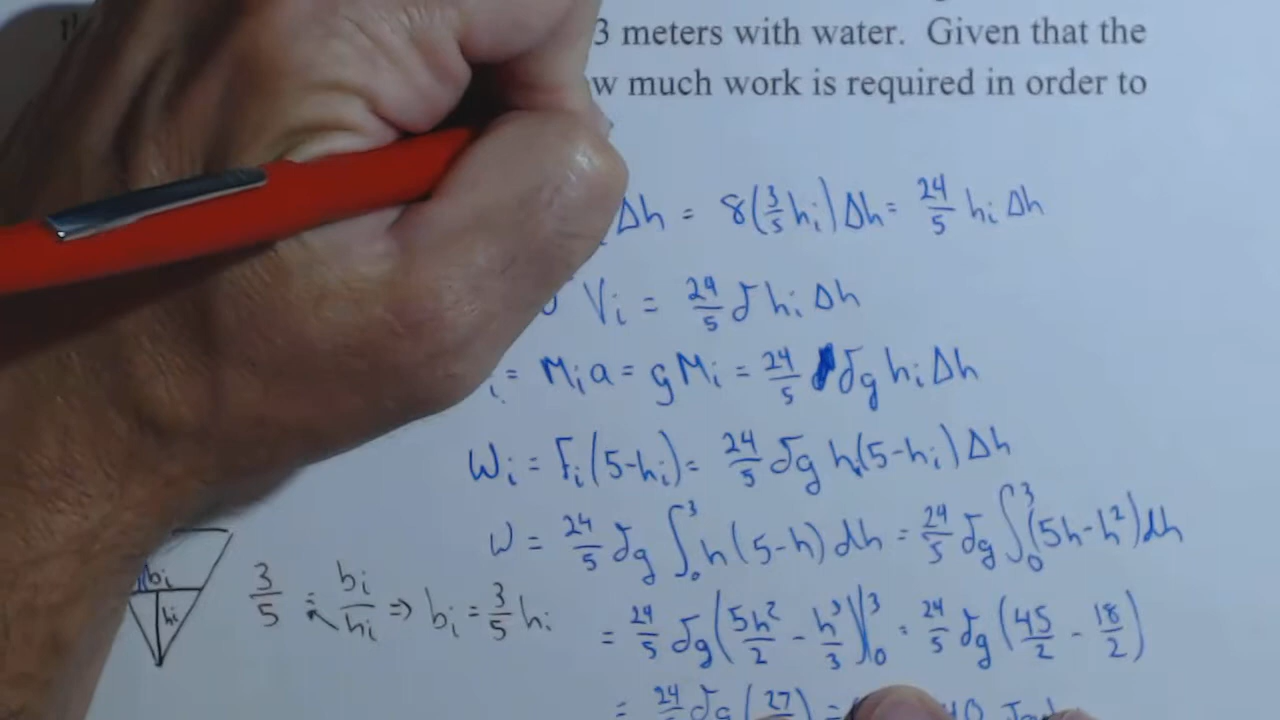 3 meters with water. Given that the
w much work is required in order to
Δh = 8(3/5 hᵢ)Δh = 24/5 hᵢ Δh
Vᵢ = 24/5 δ hᵢ Δh
ᵢ = Mᵢa = gMᵢ = 24/5 δg hᵢ Δh
Wᵢ = Fᵢ(5-hᵢ) = 24/5 δg hᵢ(5-hᵢ)Δh
W = 24/5 δg ∫₀³ h(5-h)dh = 24/5 δg ∫₀³ (5h-h²)dh
bᵢ
hᵢ
3/5 = bᵢ/hᵢ ⇒ bᵢ = 3/5 hᵢ
= 24/5 δg (5h²/2 - h³/3)|₀³ = 24/5 δg (45/2 - 18/2)
= 24/5 δg (27/